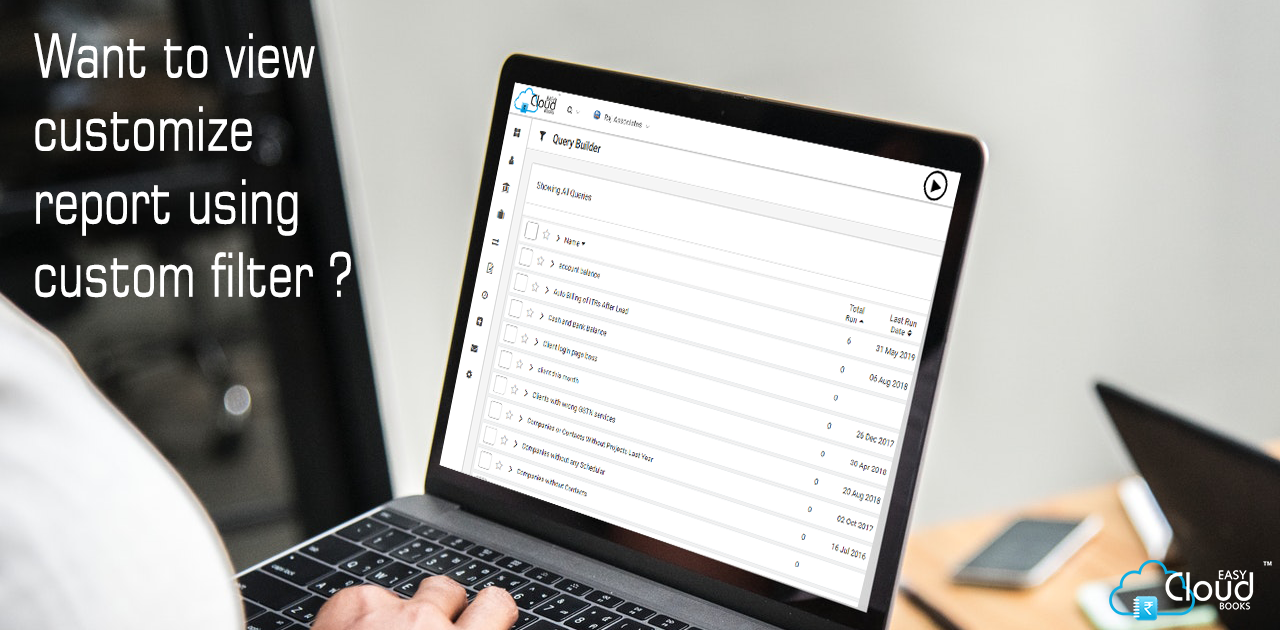 Want to view
customize
report using
custom filter ?
EASY
Cloud
BOOKS
Query Builder
Showing All Queries
Name
Total
Run
Last Run
Date
account balance
6
31 May 2019
Auto Billing of ITRs After Lead
0
06 Aug 2018
Cash and Bank Balance
0
Client login page boss
0
26 Dec 2017
client this month
0
30 Apr 2018
Clients with wrong GSTN services
0
20 Aug 2018
Companies or Contacts Without Projects Last Year
0
02 Oct 2017
Companies without any Scheduler
0
16 Jul 2016
Companies without Contacts
0
EASY
Cloud
BOOKS
TM